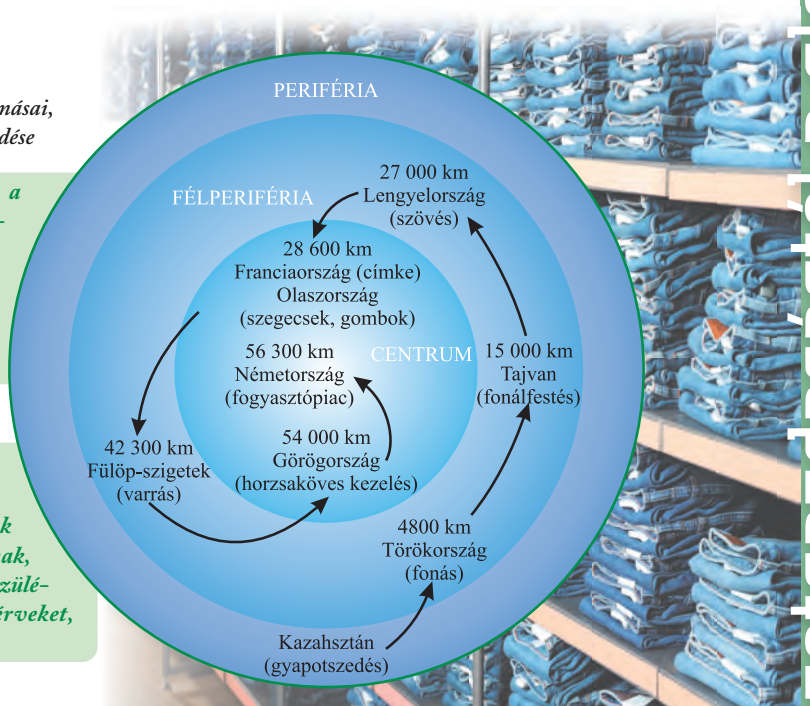 másai,
dése
a
PERIFÉRIA
FÉLPERIFÉRIA
27 000 km
Lengyelország
(szövés)
28 600 km
Franciaország (címke)
Olaszország
(szegecsek, gombok)
CENTRUM
56 300 km
Németország
(fogyasztópiac)
15 000 km
Tajvan
(fonálfestés)
42 300 km
Fülöp-szigetek
(varrás)
54 000 km
Görögország
(horzsaköves kezelés)
4800 km
Törökország
(fonás)
Kazahsztán
(gyapotszedés)
k
ak,
zülé-
érveket,